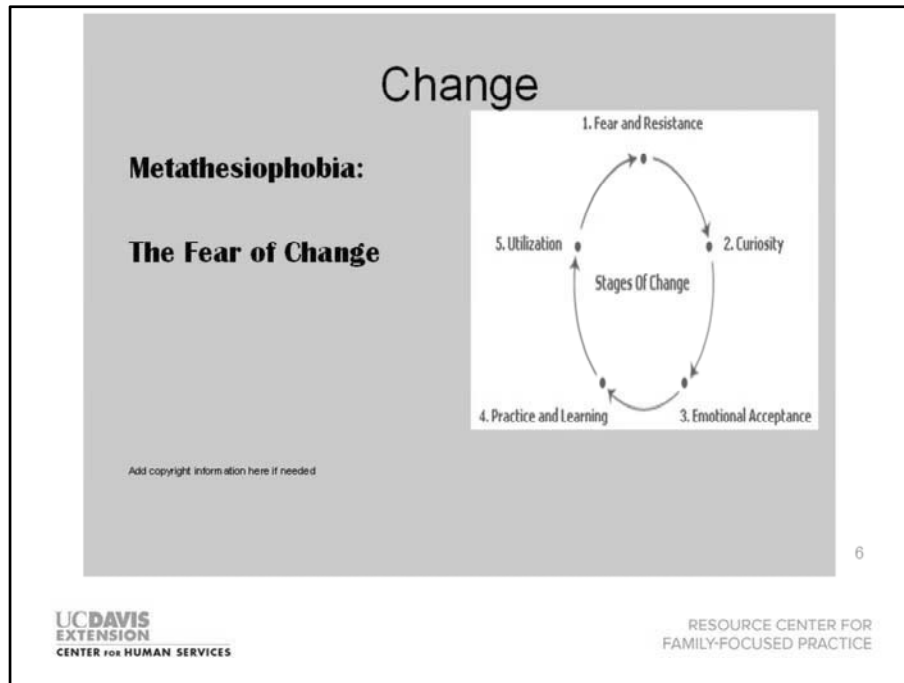 Change
Metathesiophobia:
The Fear of Change
1. Fear and Resistance
2. Curiosity
3. Emotional Acceptance
4. Practice and Learning
5. Utilization
Stages Of Change
Add copyright information here if needed
6
UCDAVIS
EXTENSION
CENTER FOR HUMAN SERVICES
RESOURCE CENTER FOR
FAMILY-FOCUSED PRACTICE